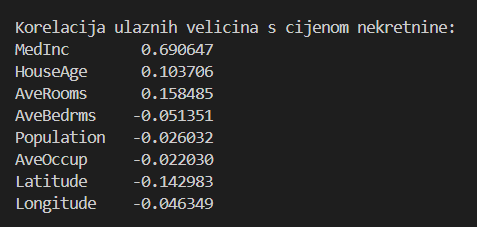 Korelacija ulaznih velicina s cijenom nekretnine:
MedInc 0.690647
HouseAge 0.103706
AveRooms 0.158485
AveBedrms -0.051351
Population -0.026032
AveOccup -0.022030
Latitude -0.142983
Longitude -0.046349